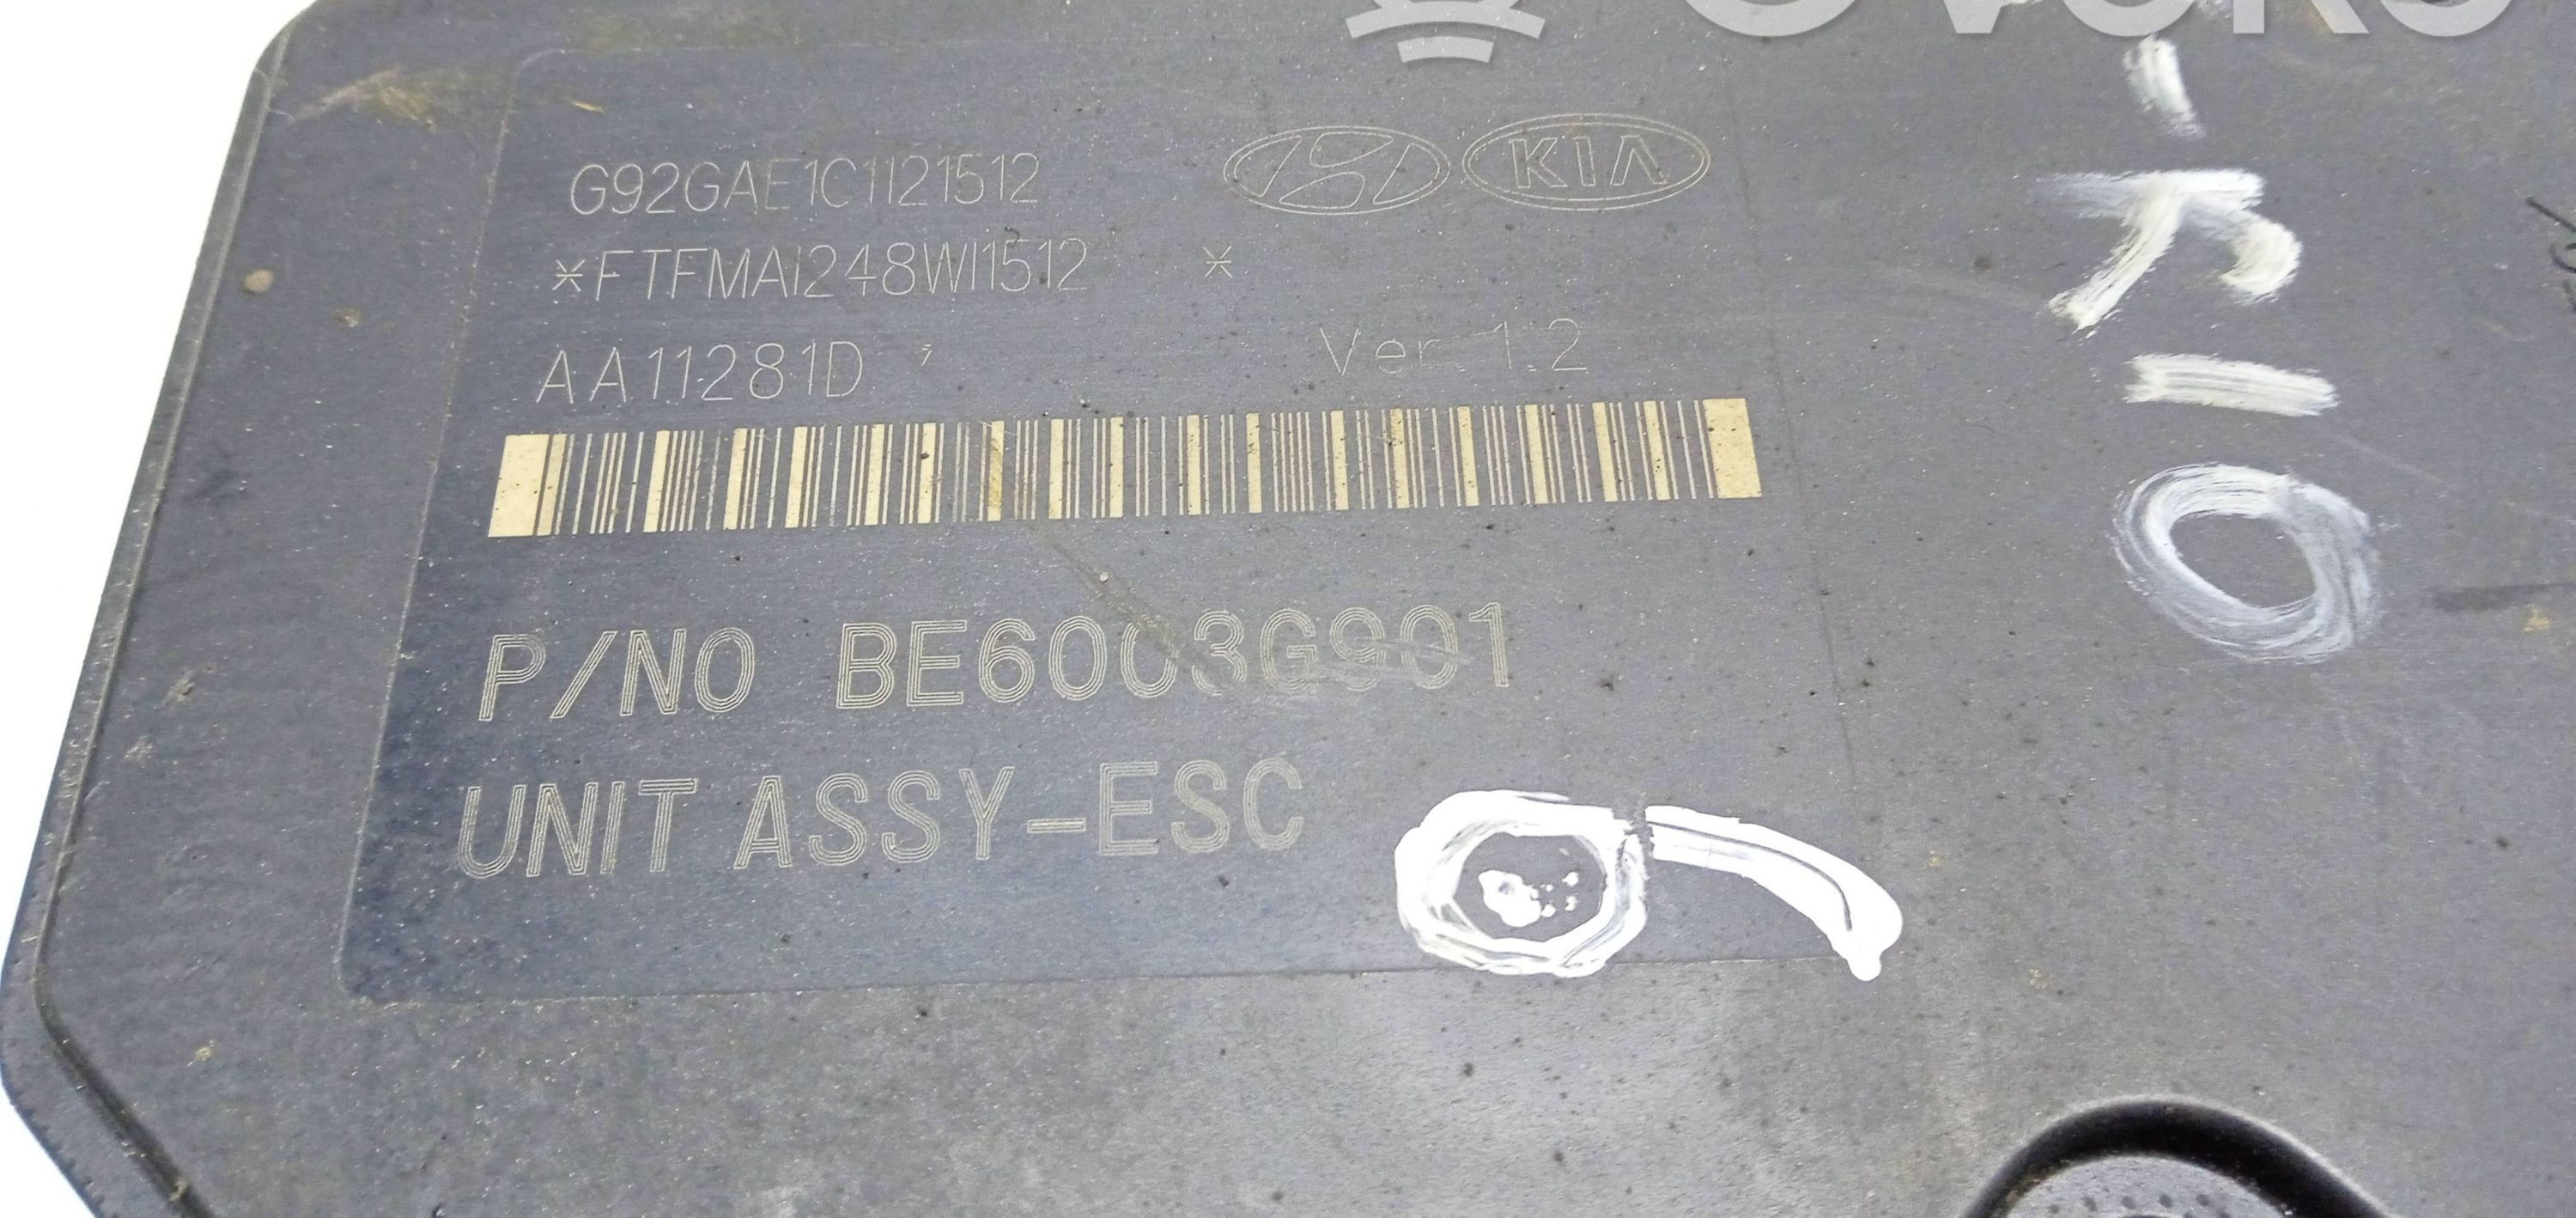 G92GAE1C1121512
KIA
*FTFMAI248WI1512 *
AA11281D
Ver. 1.2
P/NO BE6003G901
UNIT ASSY-ESC